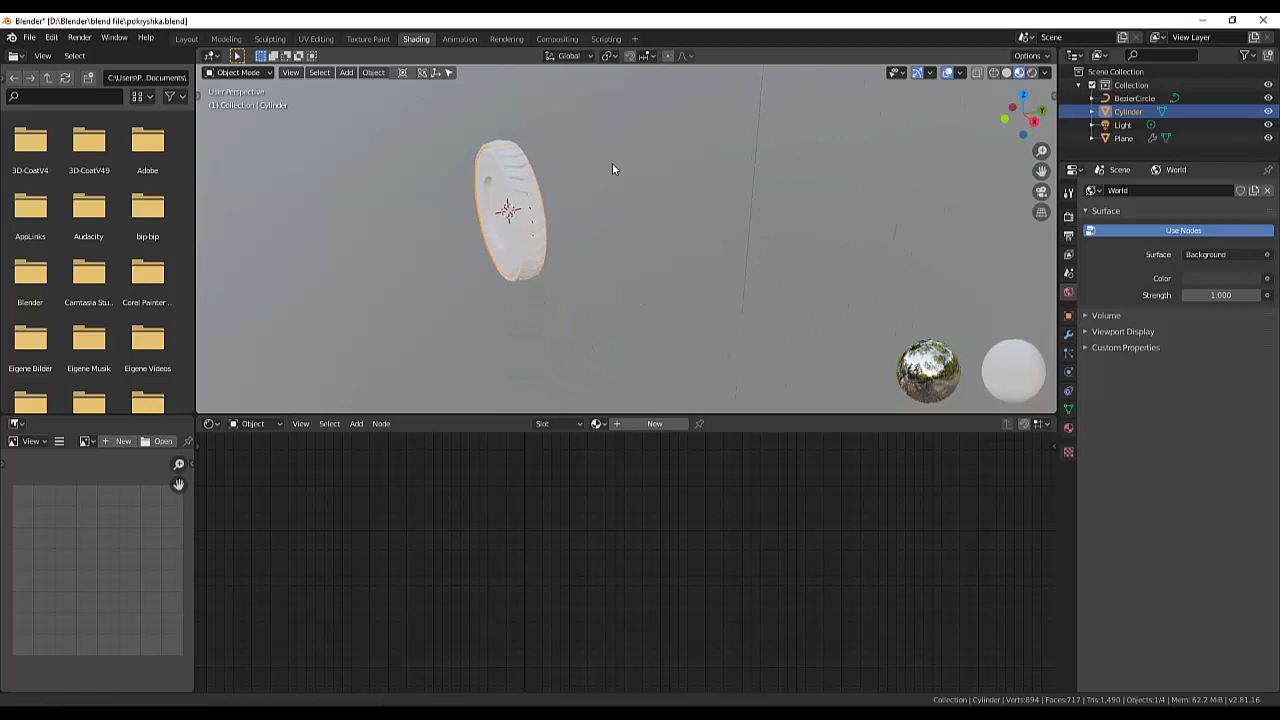 Blender* [D:\Blender\blend file\pokryshka.blend]
File Edit Render Window Help Layout Modeling Sculpting UV Editing Texture Paint Shading Animation Rendering Compositing Scripting + Scene View Layer
View Select Global Options
C:\Users\P..Documents\ Object Mode View Select Add Object
User Perspective
(1) Collection | Cylinder
Scene Collection
Collection
BezierCircle
Cylinder
Light
Plane
3D-CoatV4 3D-CoatV49 Adobe
AppLinks Audacity bip-bip
Blender Camtasia Stu.. Corel Painter ..
Eigene Bilder Eigene Musik Eigene Videos
X Y Z
Scene World
World
Surface
Use Nodes
Surface Background
Color
Strength 1.000
Volume
Viewport Display
Custom Properties
Object View Select Add Node Slot + New
View + New Open
Collection | Cylinder | Verts:894 | Faces:717 | Tris:1,490 | Objects:1/4 | Mem: 62.2 MiB | v2.81.16